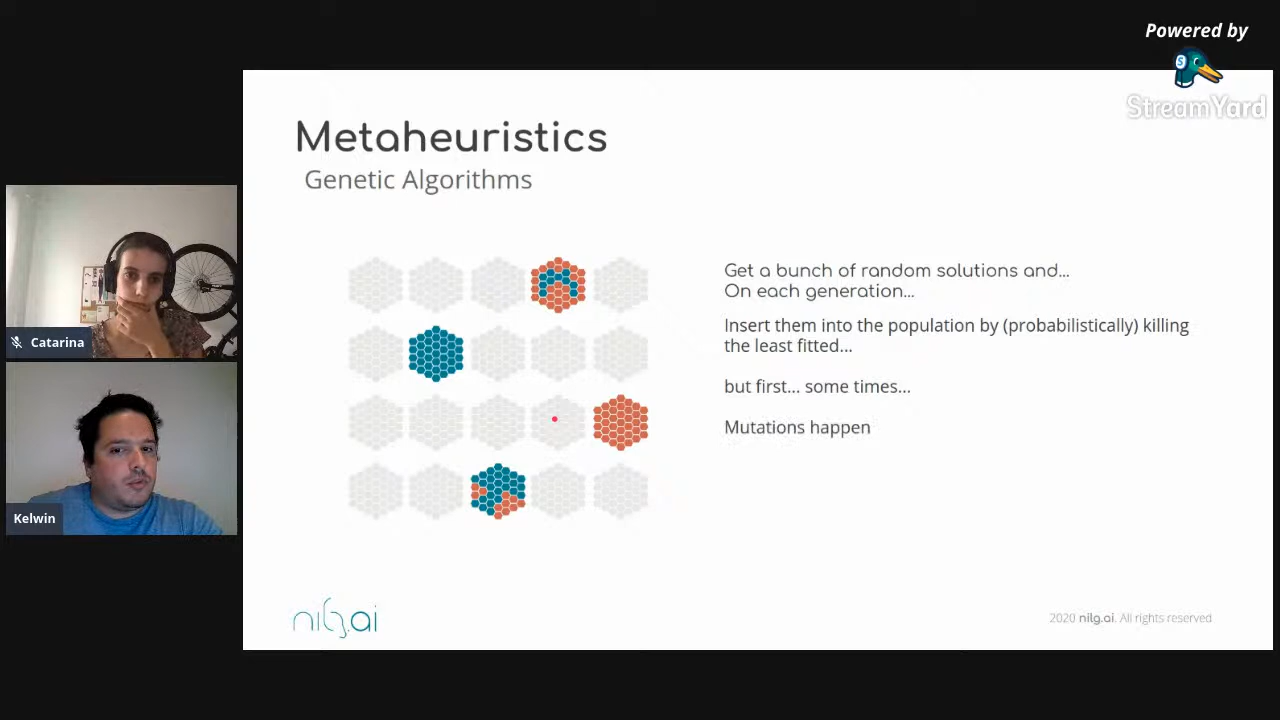 Powered by
StreamYard
Metaheuristics
Genetic Algorithms
Get a bunch of random solutions and...
On each generation...
Insert them into the population by (probabilistically) killing
the least fitted...
but first... some times...
Mutations happen
Catarina
Kelwin
nilg.ai
2020 nilg.ai. All rights reserved